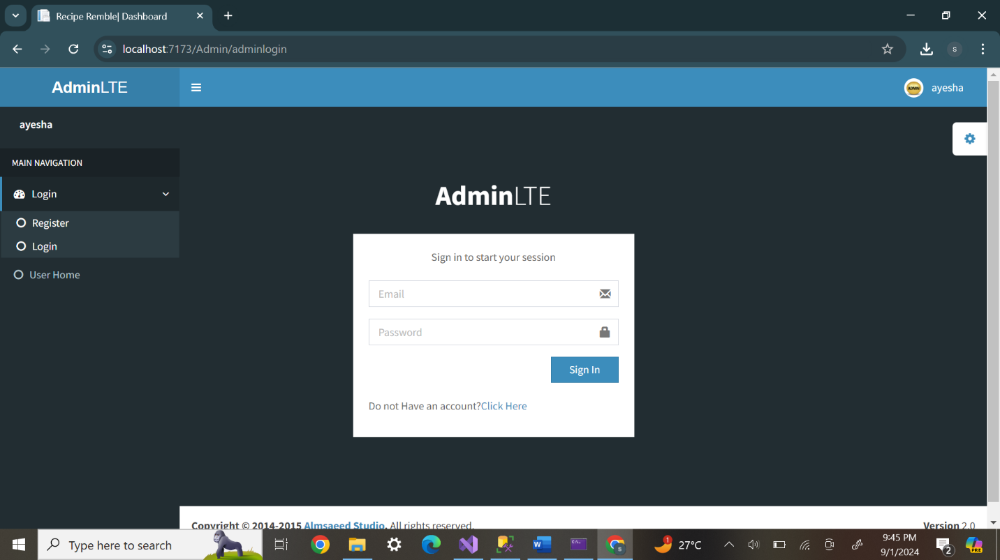 Recipe Remble| Dashboard
localhost:7173/Admin/adminlogin
s
AdminLTE
ADMIN
ayesha
ayesha
MAIN NAVIGATION
Login
Register
Login
User Home
AdminLTE
Sign in to start your session
Email
Password
Sign In
Do not Have an account?Click Here
Copyright © 2014-2015 Almsaeed Studio. All rights reserved.
Version 2.0
Type here to search
W
C:\.
s
1
27°C
9:45 PM
9/1/2024
2
PRE